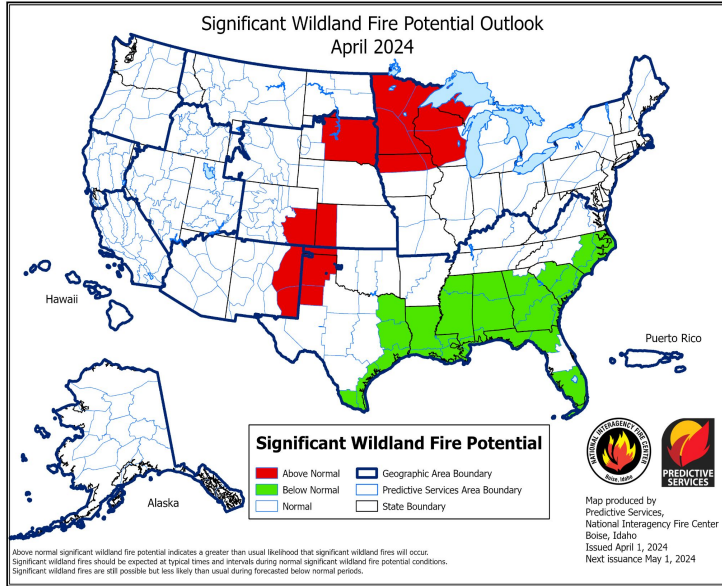 Significant Wildland Fire Potential Outlook
April 2024
Hawaii
Puerto Rico
Alaska
Significant Wildland Fire Potential
Above Normal
Below Normal
Normal
Geographic Area Boundary
Predictive Services Area Boundary
State Boundary
NATIONAL INTERAGENCY FIRE CENTER
Boise, Idaho
PREDICTIVE
SERVICES
Map produced by
Predictive Services,
National Interagency Fire Center
Boise, Idaho
Issued April 1, 2024
Next issuance May 1, 2024
Above normal significant wildland fire potential indicates a greater than usual likelihood that significant wildland fires will occur.
Significant wildland fires should be expected at typical times and intervals during normal significant wildland fire potential conditions.
Significant wildland fires are still possible but less likely than usual during forecasted below normal periods.